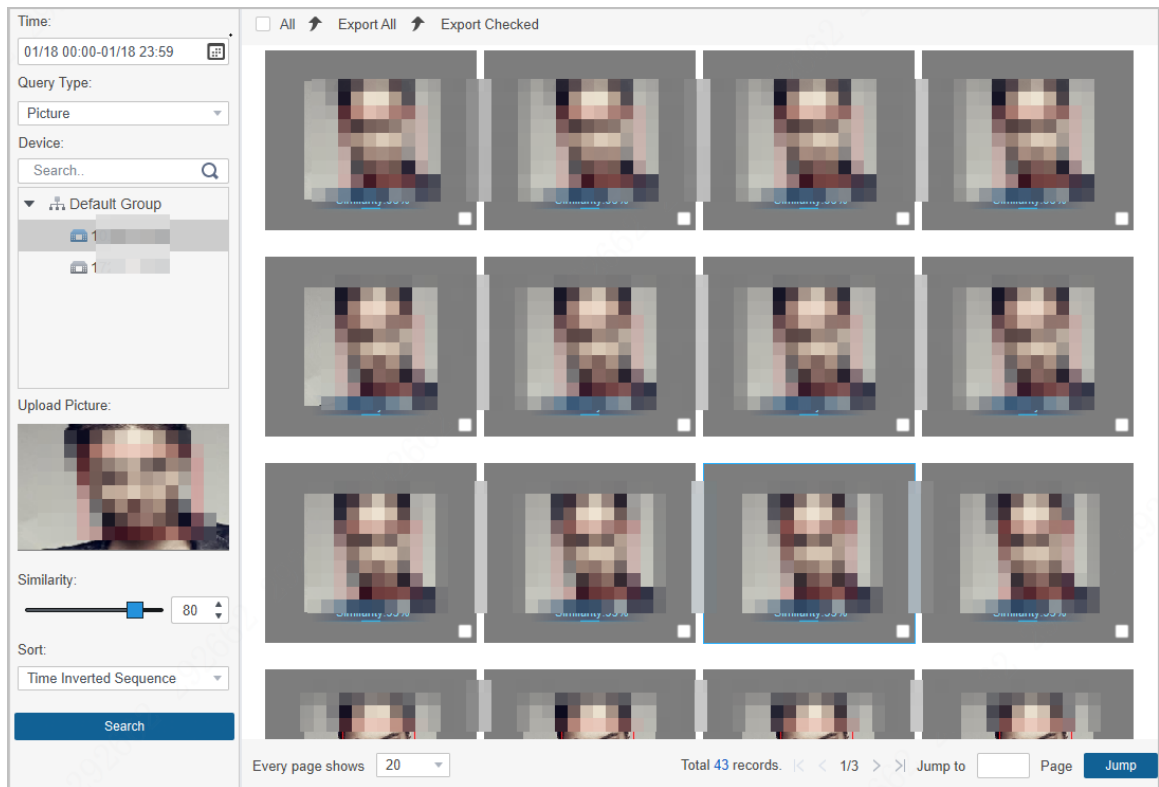 Time:
01/18 00:00-01/18 23:59
Query Type:
Picture
Device:
Search..
Default Group
Upload Picture:
Similarity:
80
Sort:
Time Inverted Sequence
Search
All Export All Export Checked
Every page shows 20 Total 43 records. |< < 1/3 > >| Jump to Page Jump